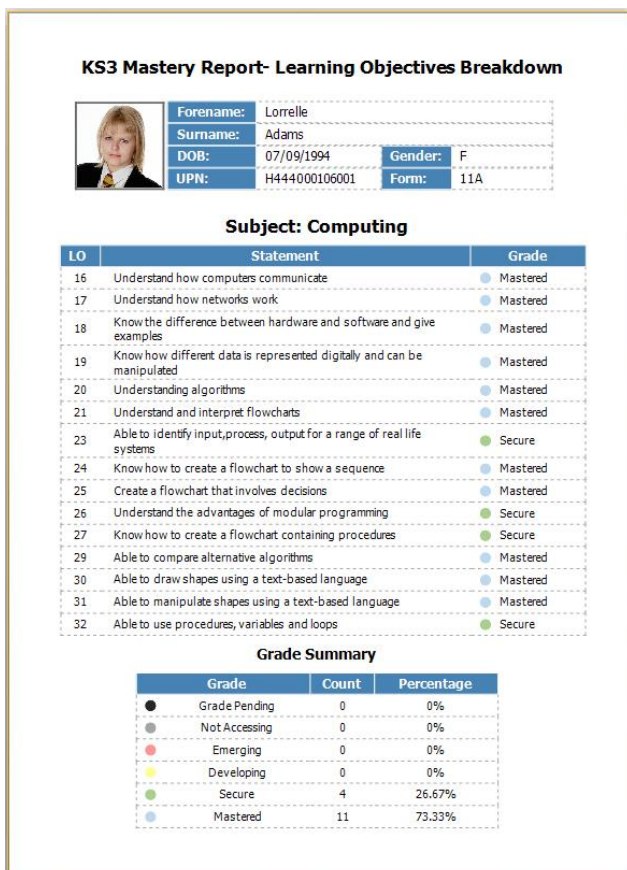 KS3 Mastery Report- Learning Objectives Breakdown
Forename: Lorrelle
Surname: Adams
DOB: 07/09/1994 Gender: F
UPN: H444000106001 Form: 11A
Subject: Computing
LO Statement Grade
16 Understand how computers communicate Mastered
17 Understand how networks work Mastered
18 Know the difference between hardware and software and give
examples Mastered
19 Know how different data is represented digitally and can be
manipulated Mastered
20 Understanding algorithms Mastered
21 Understand and interpret flowcharts Mastered
23 Able to identify input,process, output for a range of real life
systems Secure
24 Know how to create a flowchart to show a sequence Mastered
25 Create a flowchart that involves decisions Mastered
26 Understand the advantages of modular programming Secure
27 Know how to create a flowchart containing procedures Secure
29 Able to compare alternative algorithms Mastered
30 Able to draw shapes using a text-based language Mastered
31 Able to manipulate shapes using a text-based language Mastered
32 Able to use procedures, variables and loops Secure
Grade Summary
Grade Count Percentage
Grade Pending 0 0%
Not Accessing 0 0%
Emerging 0 0%
Developing 0 0%
Secure 4 26.67%
Mastered 11 73.33%